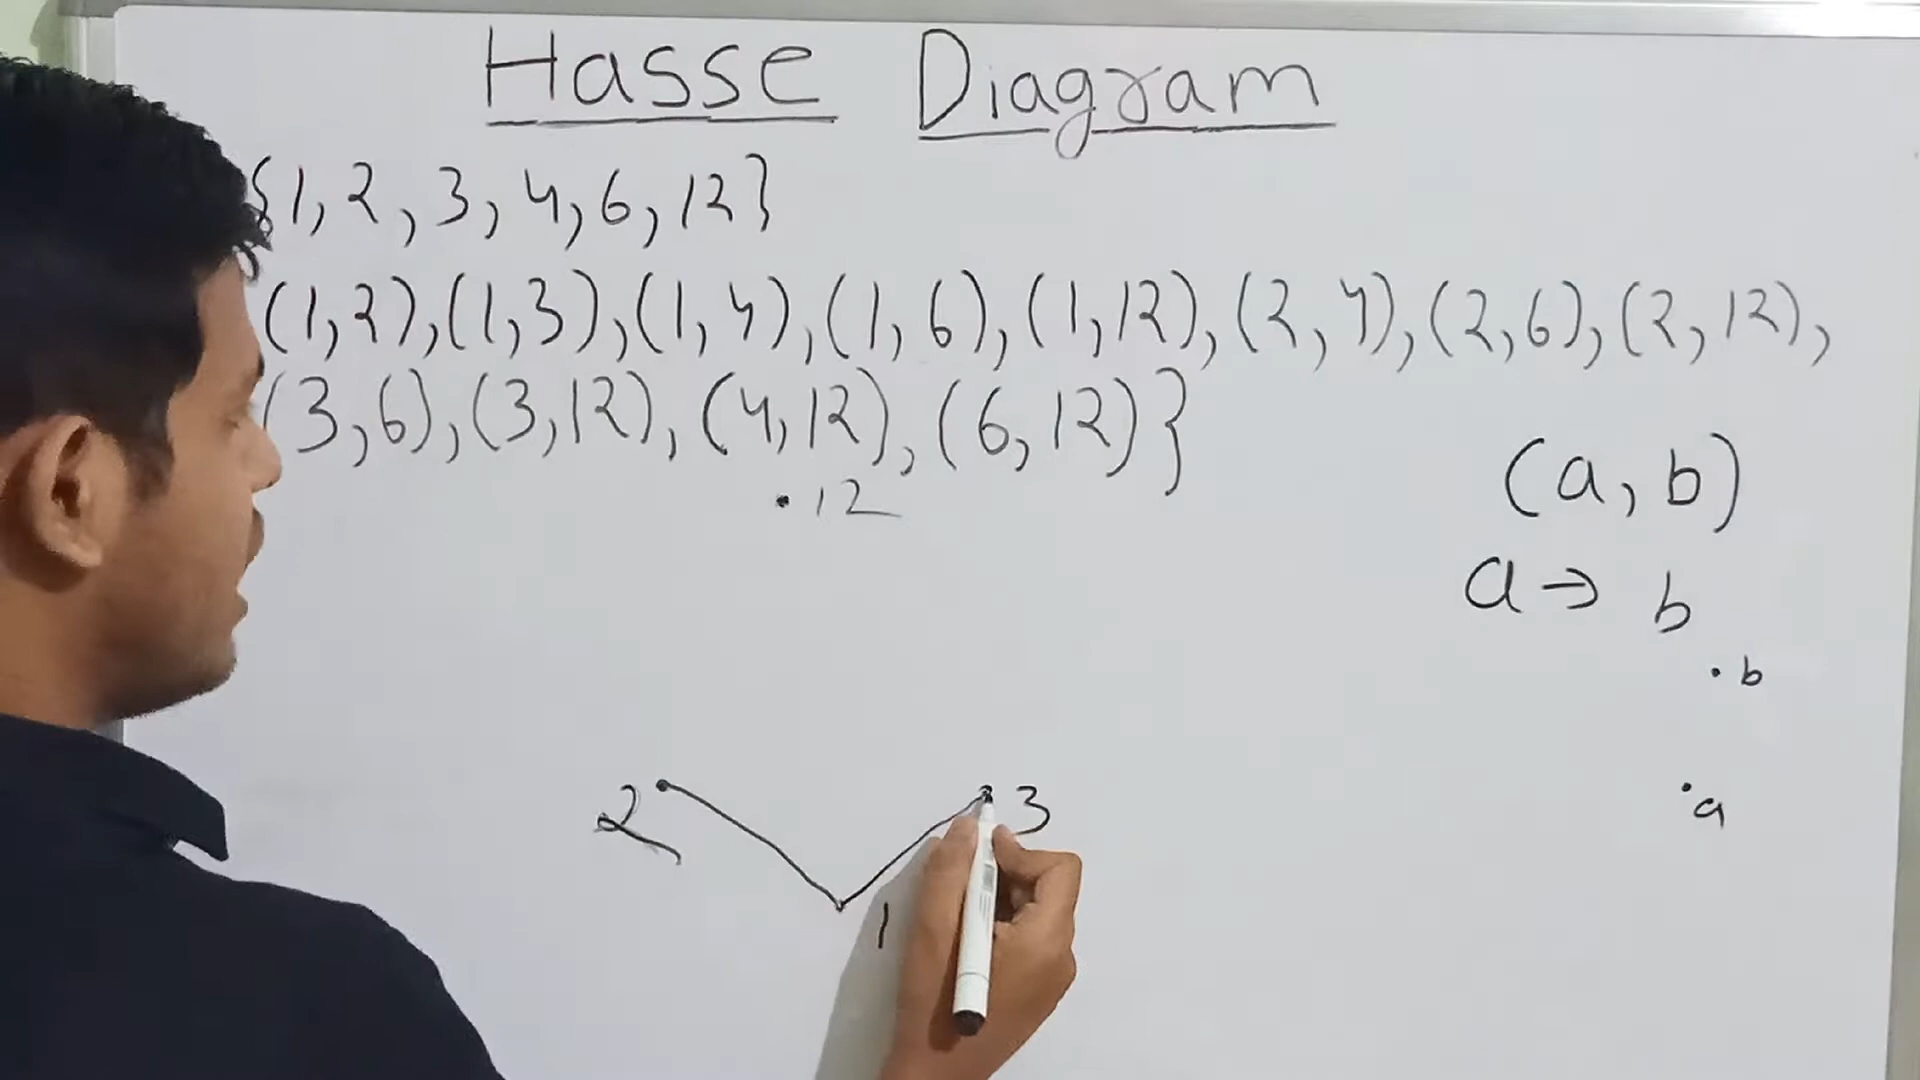 Hasse Diagram
{1, 2, 3, 4, 6, 12}
(1, 2), (1, 3), (1, 4), (1, 6), (1, 12), (2, 4), (2, 6), (2, 12),
(3, 6), (3, 12), (4, 12), (6, 12)}
(a, b)
.12
a → b
. b
2 3
. a
1